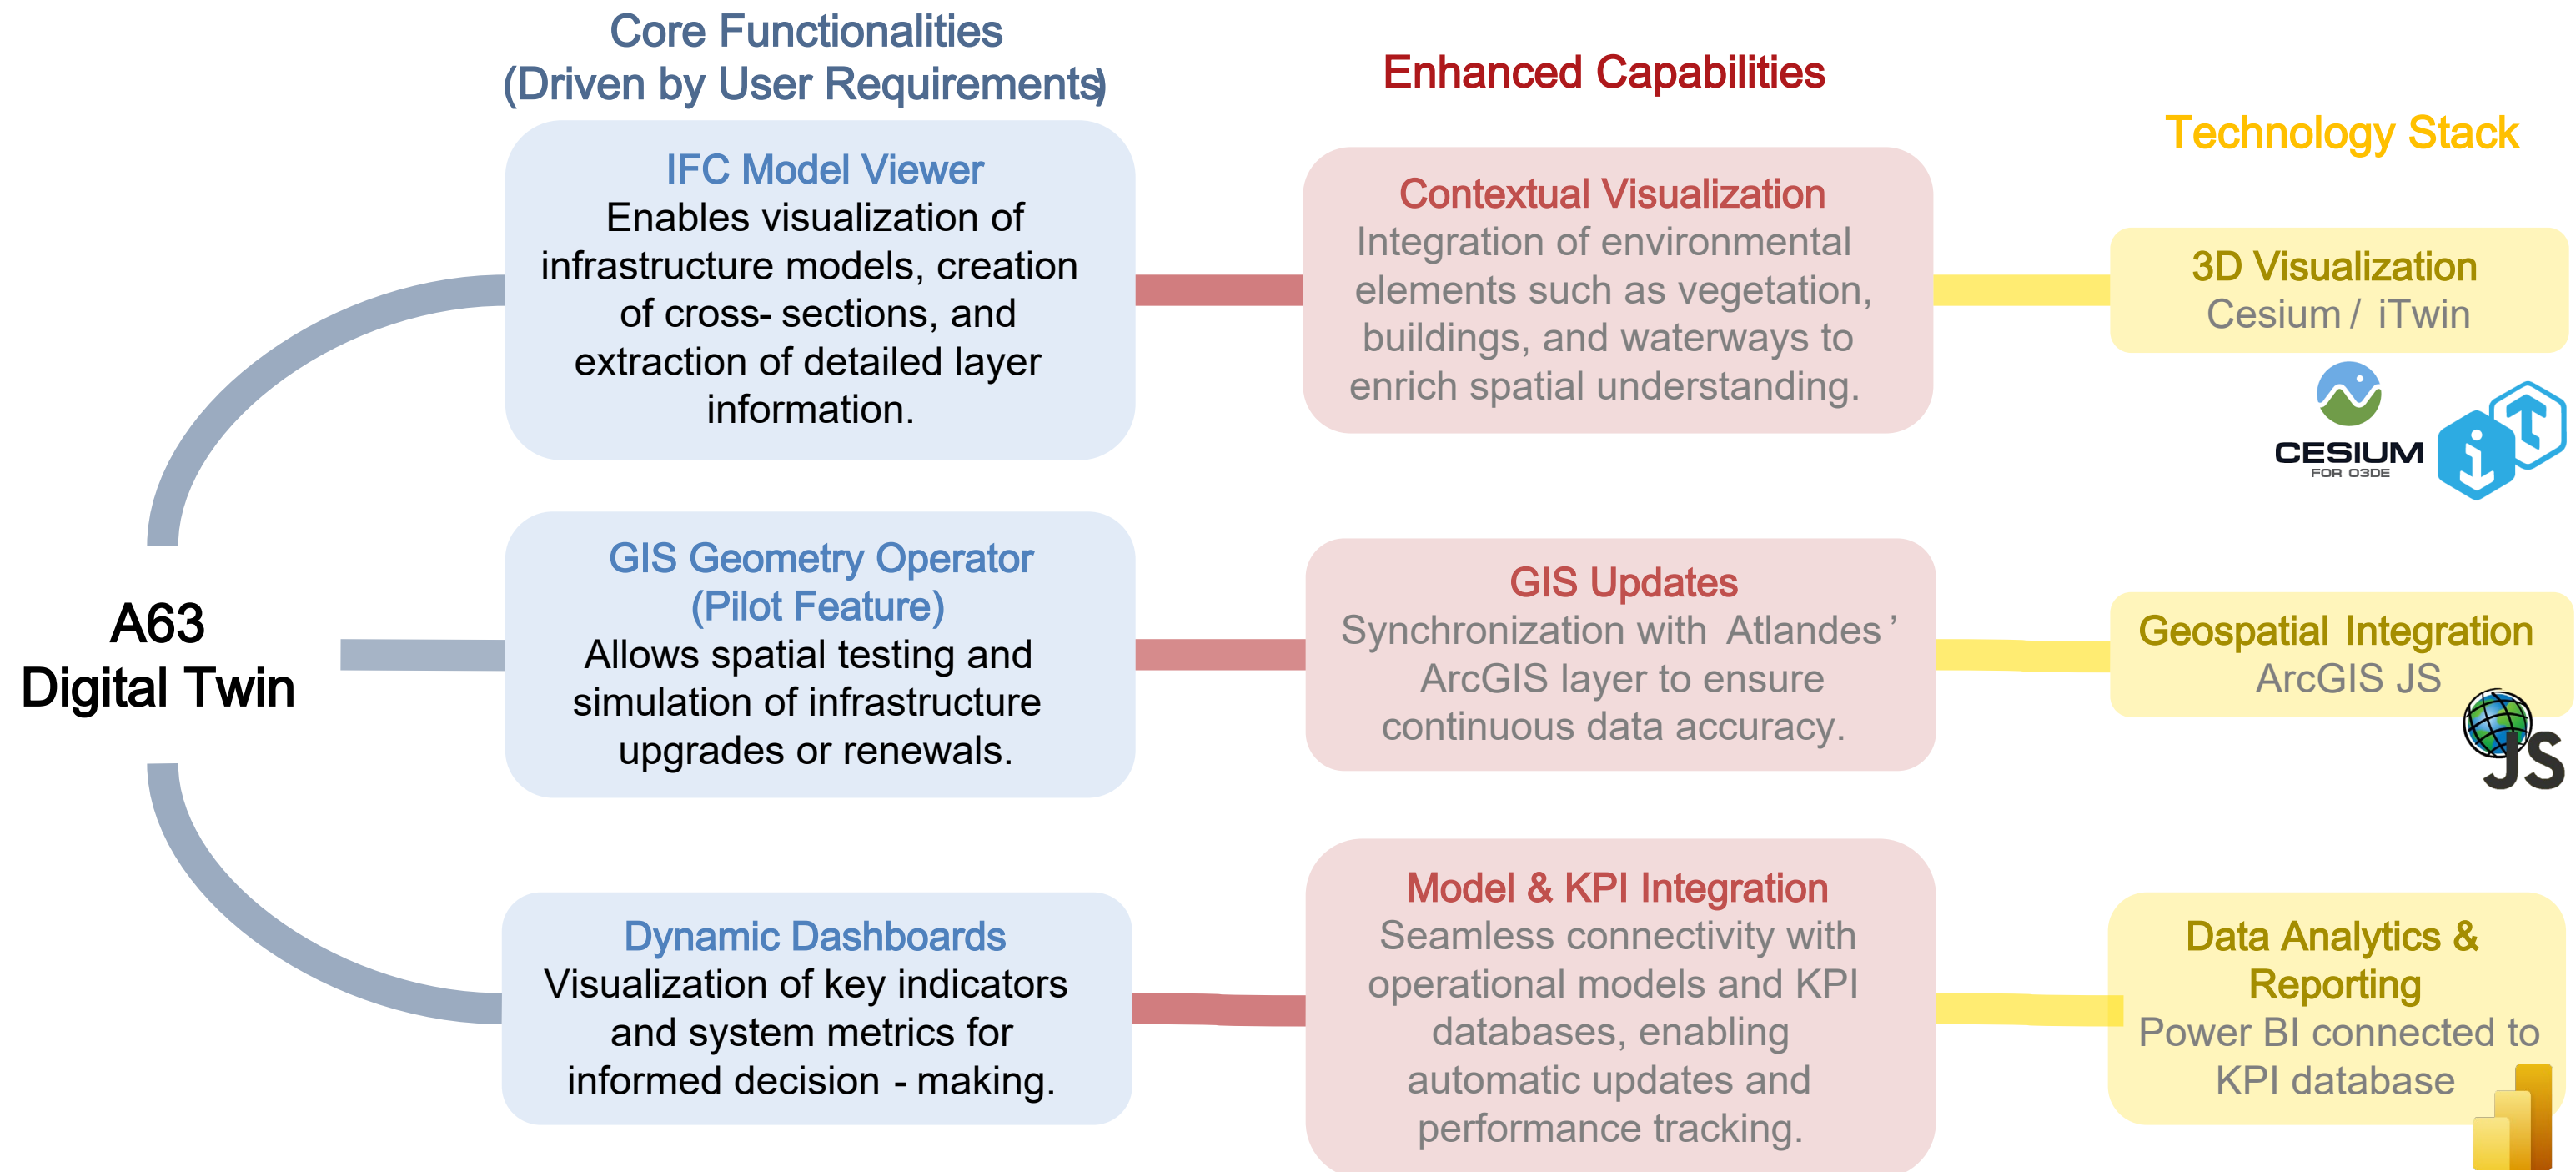 Core Functionalities
(Driven by User Requirements)
Enhanced Capabilities
Technology Stack
IFC Model Viewer
Enables visualization of
infrastructure models, creation
of cross- sections, and
extraction of detailed layer
information.
Contextual Visualization
Integration of environmental
elements such as vegetation,
buildings, and waterways to
enrich spatial understanding.
3D Visualization
Cesium / iTwin
CESIUM
FOR O3DE
iT
A63
Digital Twin
GIS Geometry Operator
(Pilot Feature)
Allows spatial testing and
simulation of infrastructure
upgrades or renewals.
GIS Updates
Synchronization with Atlandes ’
ArcGIS layer to ensure
continuous data accuracy.
Geospatial Integration
ArcGIS JS
JS
Dynamic Dashboards
Visualization of key indicators
and system metrics for
informed decision - making.
Model & KPI Integration
Seamless connectivity with
operational models and KPI
databases, enabling
automatic updates and
performance tracking.
Data Analytics &
Reporting
Power BI connected to
KPI database